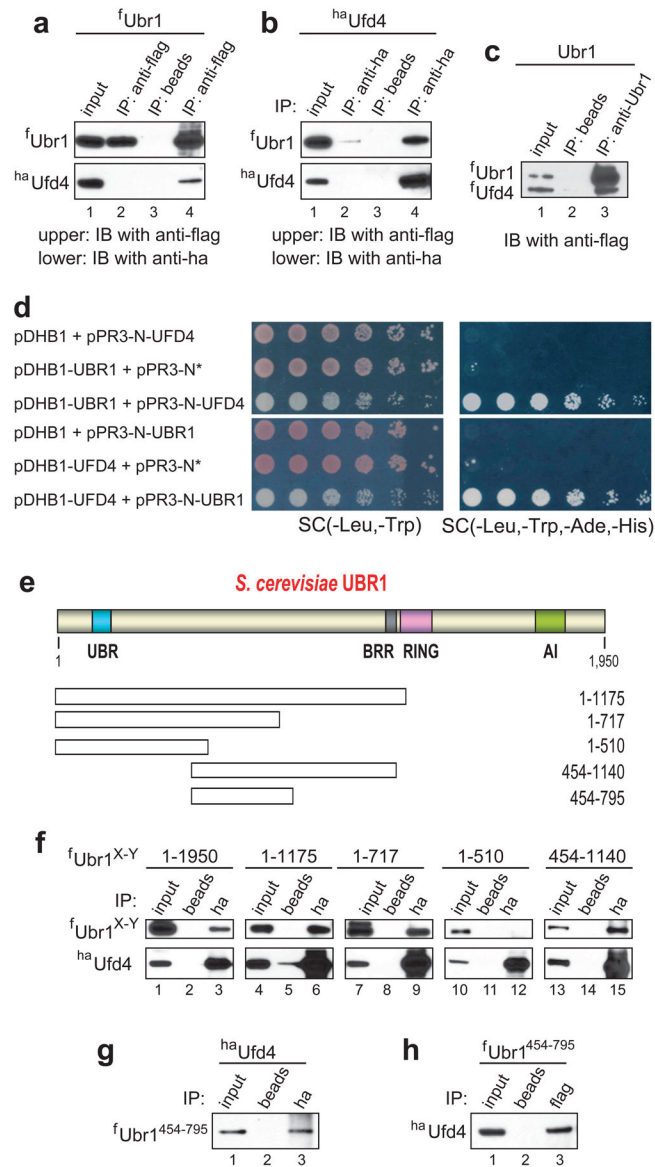 a
fUbr1
input
IP: anti-flag
IP: beads
IP: anti-flag
fUbr1
haUfd4
1 2 3 4
upper: IB with anti-flag
lower: IB with anti-ha
b
haUfd4
IP:
input
IP: anti-ha
IP: beads
IP: anti-ha
fUbr1
haUfd4
1 2 3 4
upper: IB with anti-flag
lower: IB with anti-ha
c
Ubr1
input
IP: beads
IP: anti-Ubr1
fUbr1
fUfd4
1 2 3
IB with anti-flag
d
pDHB1 + pPR3-N-UFD4
pDHB1-UBR1 + pPR3-N*
pDHB1-UBR1 + pPR3-N-UFD4
pDHB1 + pPR3-N-UBR1
pDHB1-UFD4 + pPR3-N*
pDHB1-UFD4 + pPR3-N-UBR1
SC(-Leu,-Trp) SC(-Leu,-Trp,-Ade,-His)
e
S. cerevisiae UBR1
UBR BRR RING AI
1 1,950
1-1175
1-717
1-510
454-1140
454-795
f
fUbr1X-Y 1-1950 1-1175 1-717 1-510 454-1140
IP: input beads ha input beads ha input beads ha input beads ha input beads ha
fUbr1X-Y
haUfd4
1 2 3 4 5 6 7 8 9 10 11 12 13 14 15
g
haUfd4
IP: input beads ha
fUbr1454-795
1 2 3
h
fUbr1454-795
IP: input beads flag
haUfd4
1 2 3